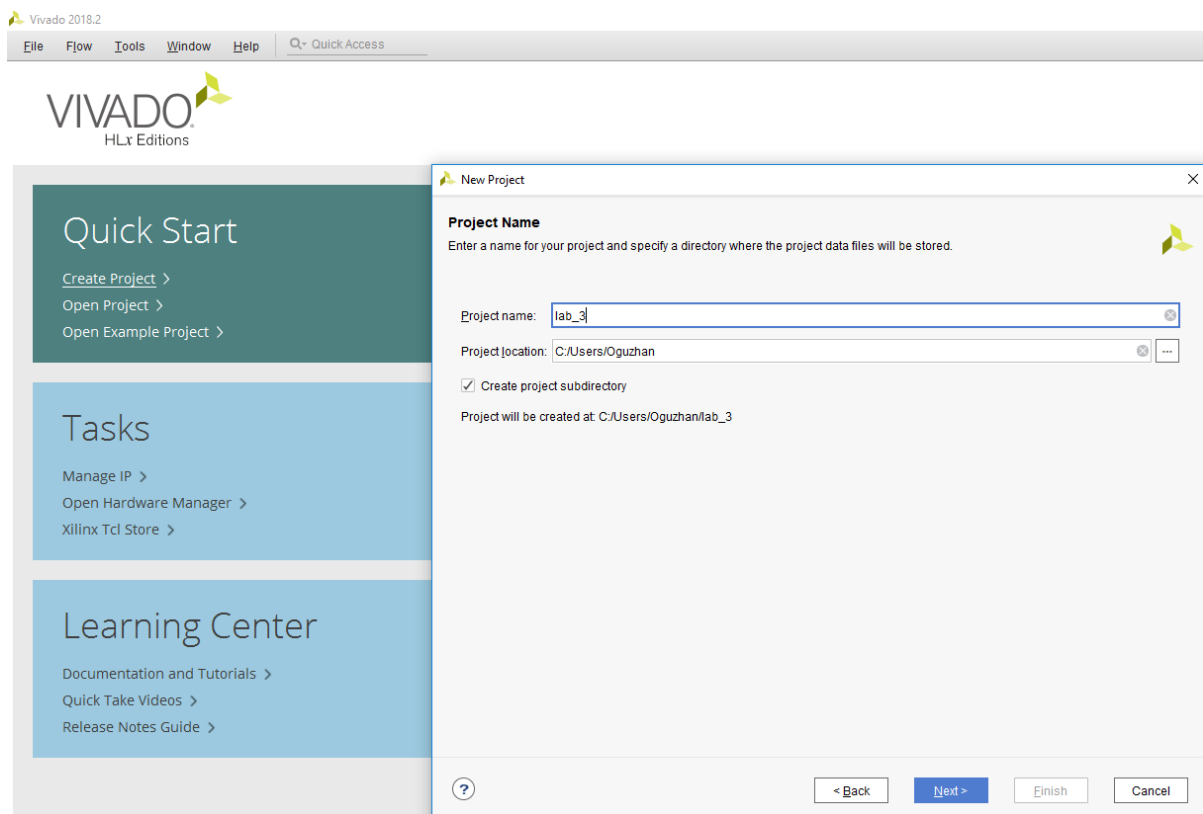 Vivado 2018.2
File Flow Tools Window Help Quick Access
VIVADO
HLx Editions
Quick Start
Create Project
Open Project
Open Example Project
Tasks
Manage IP
Open Hardware Manager
Xilinx Tcl Store
Learning Center
Documentation and Tutorials
Quick Take Videos
Release Notes Guide
New Project
Project Name
Enter a name for your project and specify a directory where the project data files will be stored.
Project name: lab_3
Project location: C:/Users/Oguzhan
Create project subdirectory
Project will be created at: C:/Users/Oguzhan/lab_3
? < Back Next > Finish Cancel